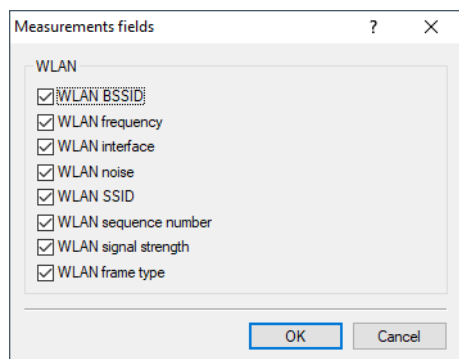 Measurements fields ? ×
WLAN
WLAN BSSID
WLAN frequency
WLAN interface
WLAN noise
WLAN SSID
WLAN sequence number
WLAN signal strength
WLAN frame type
OK Cancel